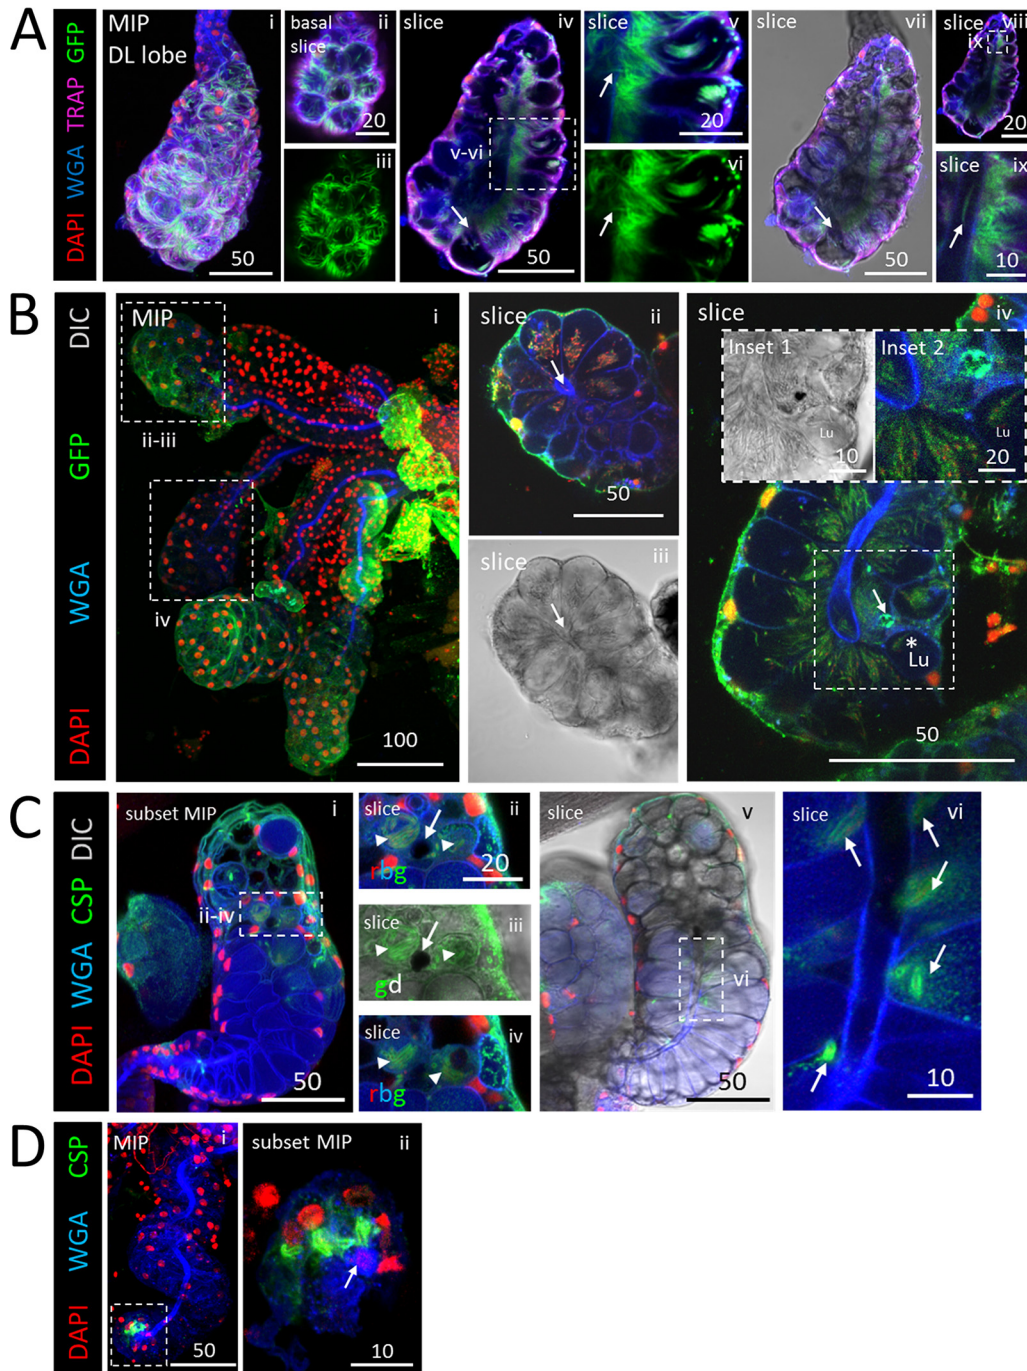 A
DAPI WGA TRAP GFP
MIP
DL lobe
i
50
basal
slice
ii
20
iii
slice
iv
v-vi
50
v
20
vi
slice
vii
50
slice
viii
ix
20
slice
ix
10
B
DAPI WGA GFP DIC
MIP
i
ii-iii
iv
100
slice
ii
50
slice
iii
slice
iv
Inset 1
Lu
10
Inset 2
Lu
20
*
Lu
50
C
DAPI WGA CSP DIC
subset MIP
i
ii-iv
50
slice
ii
20
rbg
slice
iii
gd
slice
iv
rbg
slice
v
vi
50
slice
vi
10
D
DAPI WGA CSP
MIP
i
50
subset MIP
ii
10